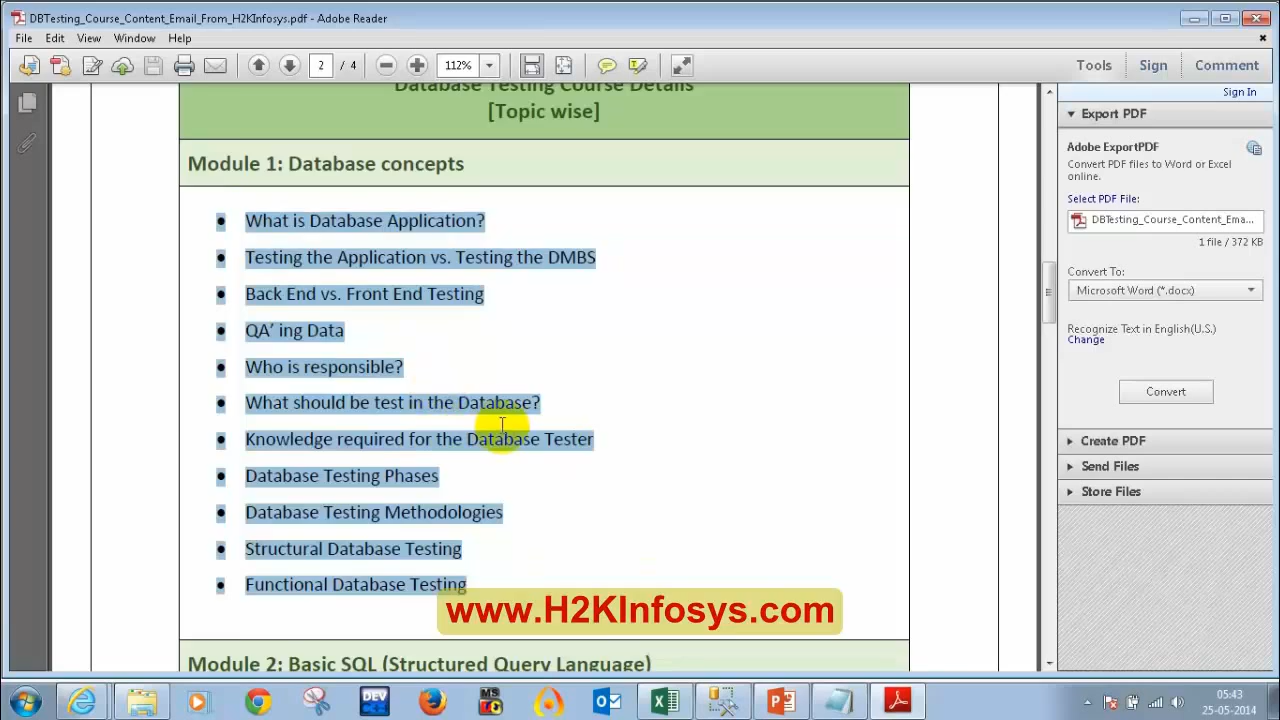 DBTesting_Course_Content_Email_From_H2KInfosys.pdf - Adobe Reader
File Edit View Window Help
2 / 4 112% Tools Sign Comment
Database Testing Course Details
[Topic wise]
Module 1: Database concepts
• What is Database Application?
• Testing the Application vs. Testing the DMBS
• Back End vs. Front End Testing
• QA’ ing Data
• Who is responsible?
• What should be test in the Database?
• Knowledge required for the Database Tester
• Database Testing Phases
• Database Testing Methodologies
• Structural Database Testing
• Functional Database Testing
www.H2KInfosys.com
Module 2: Basic SQL (Structured Query Language)
Sign In
Export PDF
Adobe ExportPDF
Convert PDF files to Word or Excel
online.
Select PDF File:
DBTesting_Course_Content_Ema...
1 file / 372 KB
Convert To:
Microsoft Word (*.docx)
Recognize Text in English(U.S.)
Change
Convert
Create PDF
Send Files
Store Files
DEV
MS
05:43
25-05-2014